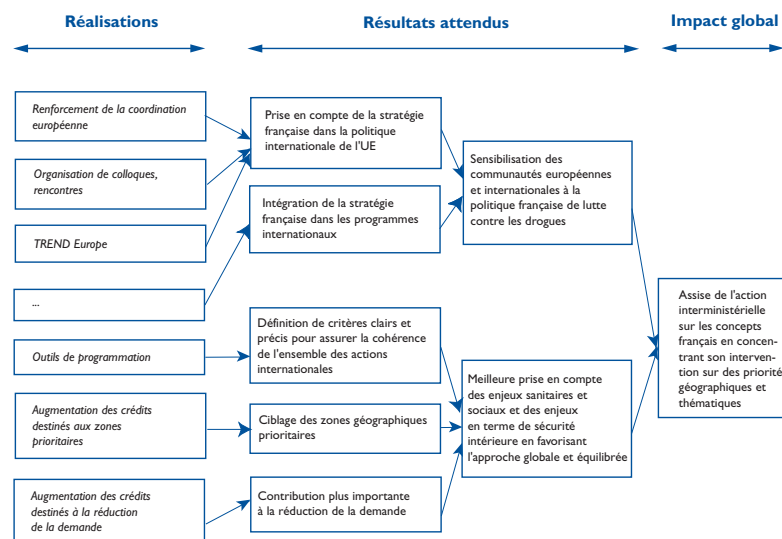 Réalisations
Résultats attendus
Impact global
Renforcement de la coordination
européenne
Organisation de colloques,
rencontres
TREND Europe
...
Outils de programmation
Augmentation des crédits
destinés aux zones
prioritaires
Augmentation des crédits
destinés à la réduction
de la demande
Prise en compte de la stratégie
française dans la politique
internationale de l'UE
Intégration de la stratégie
française dans les programmes
internationaux
Définition de critères clairs et
précis pour assurer la cohérence
de l'ensemble des actions
internationales
Ciblage des zones géographiques
prioritaires
Contribution plus importante
à la réduction de la demande
Sensibilisation des
communautés européennes
et internationales à la
politique française de lutte
contre les drogues
Meilleure prise en compte
des enjeux sanitaires et
sociaux et des enjeux
en terme de sécurité
intérieure en favorisant
l'approche globale et équilibrée
Assise de l'action
interministérielle
sur les concepts
français en concen-
trant son interven-
tion sur des priorité
géographiques et
thématiques